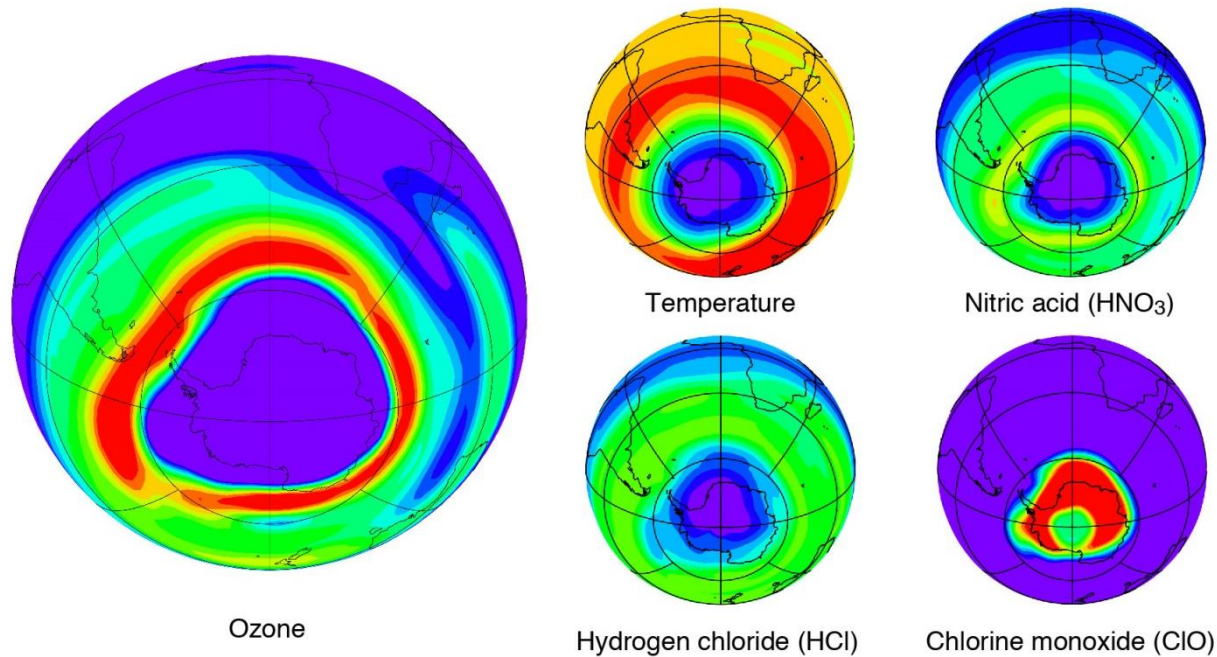 Ozone
Temperature
Nitric acid (HNO₃)
Hydrogen chloride (HCl)
Chlorine monoxide (ClO)